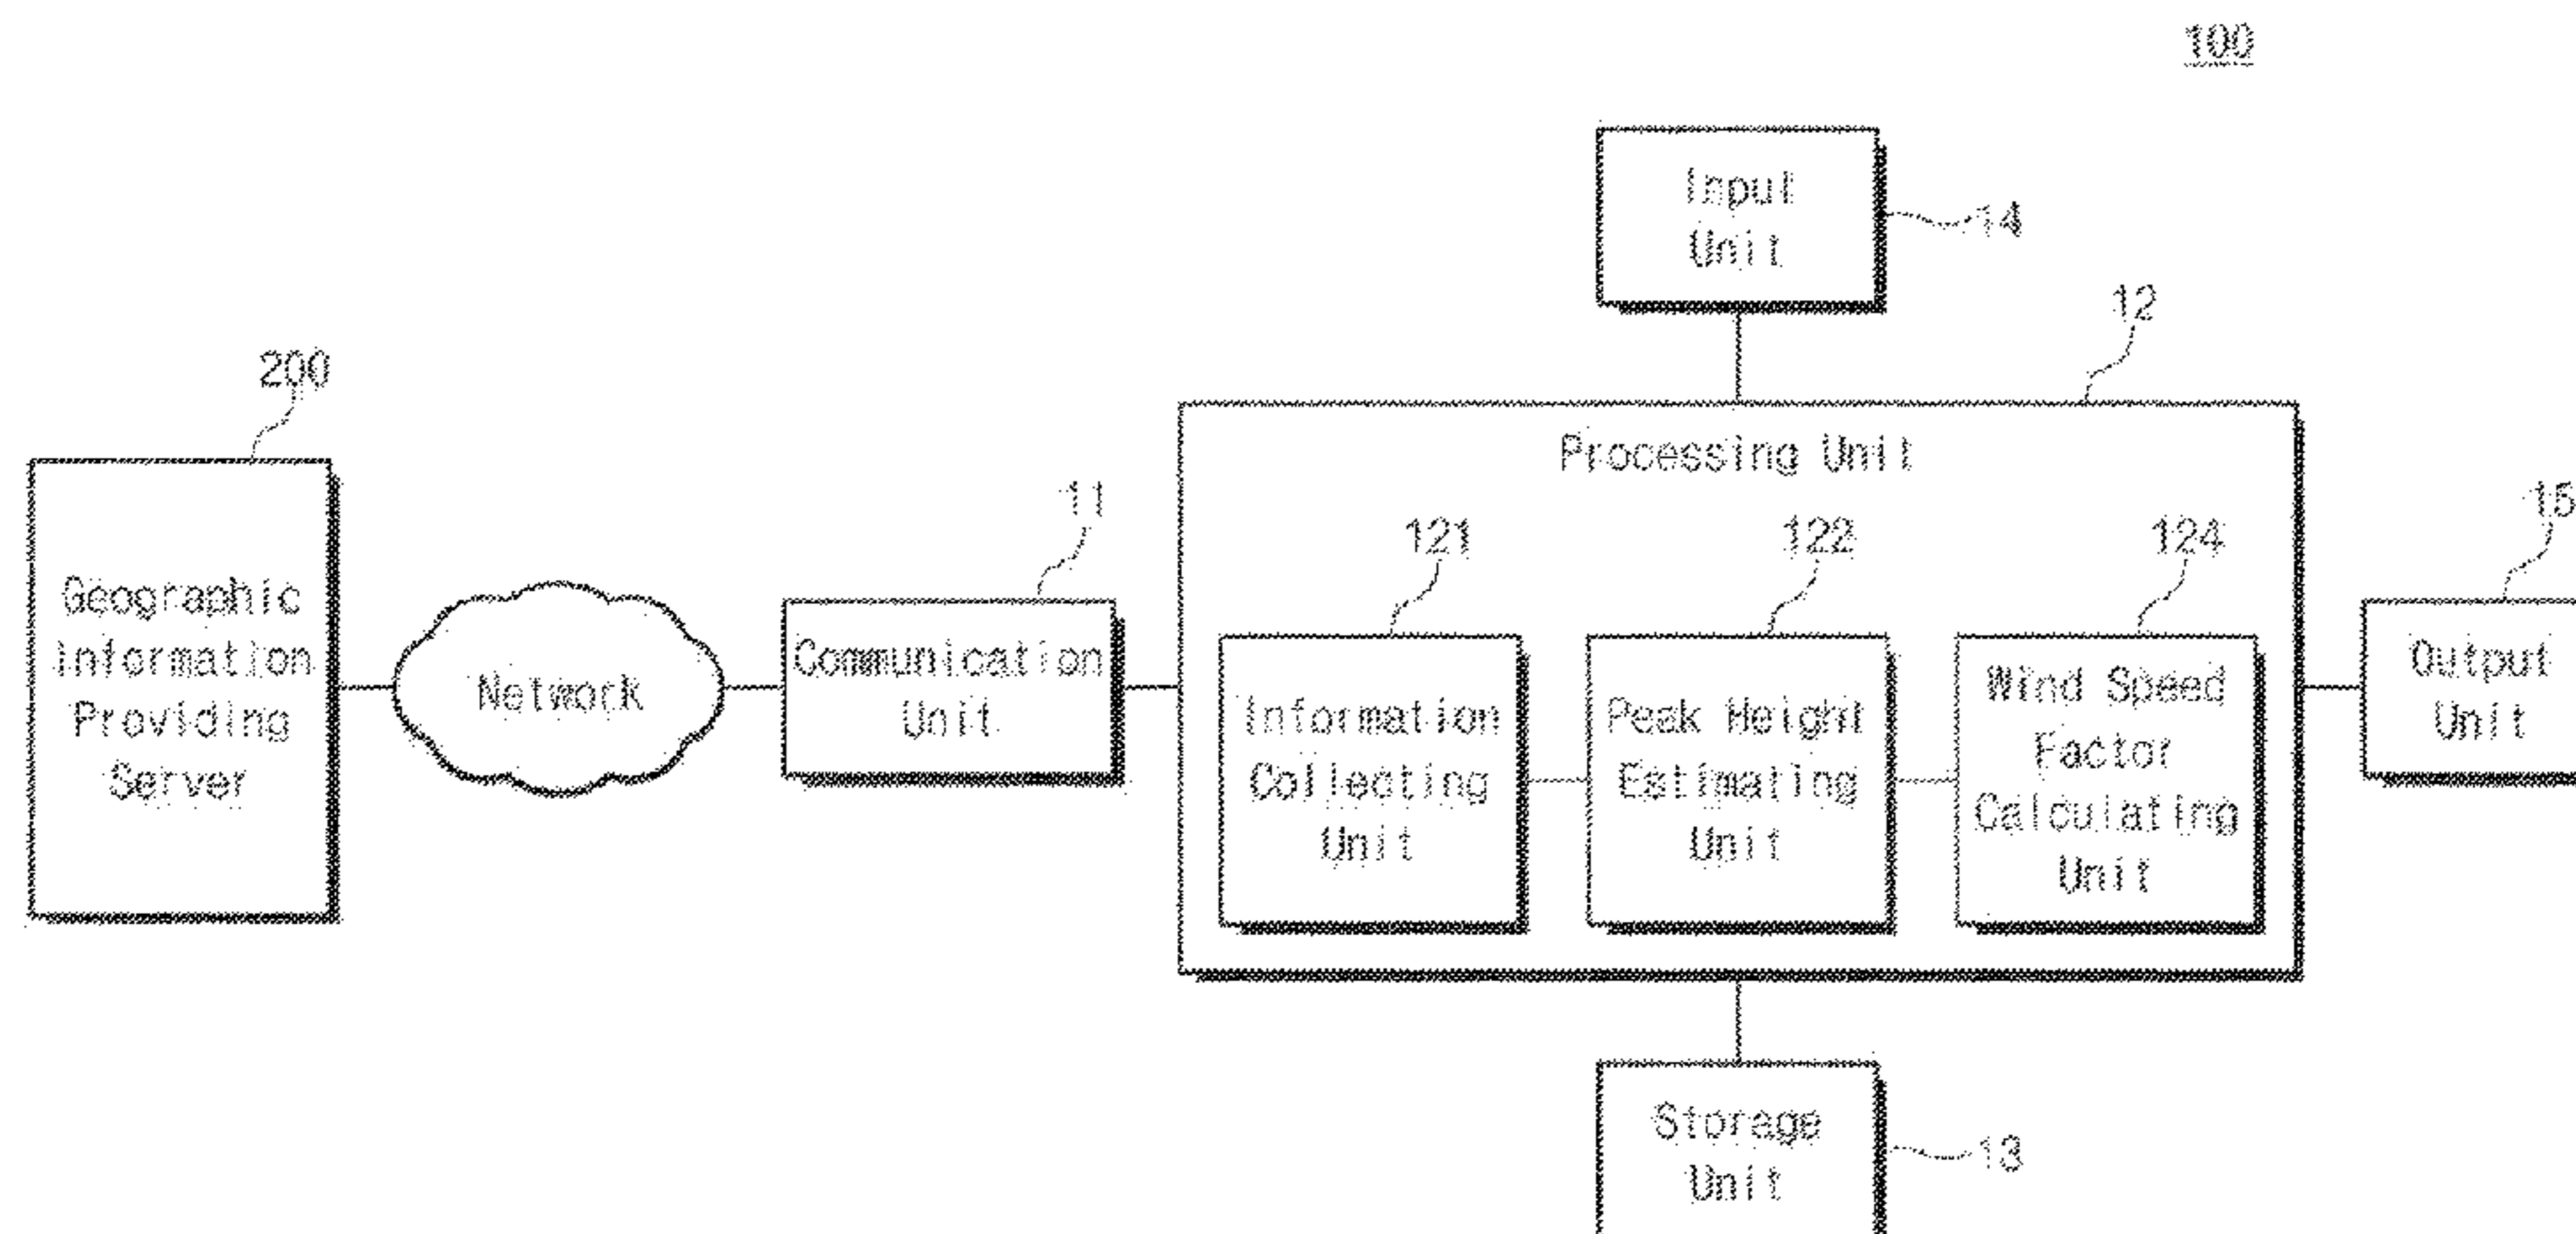 100
Input
Unit
14
12
200
Processing Unit
11
15
121
122
124
Geographic
Information
Providing
Server
Network
Communication
Unit
Information
Collecting
Unit
Peak Height
Estimating
Unit
Wind Speed
Factor
Calculating
Unit
Output
Unit
Storage
Unit
13